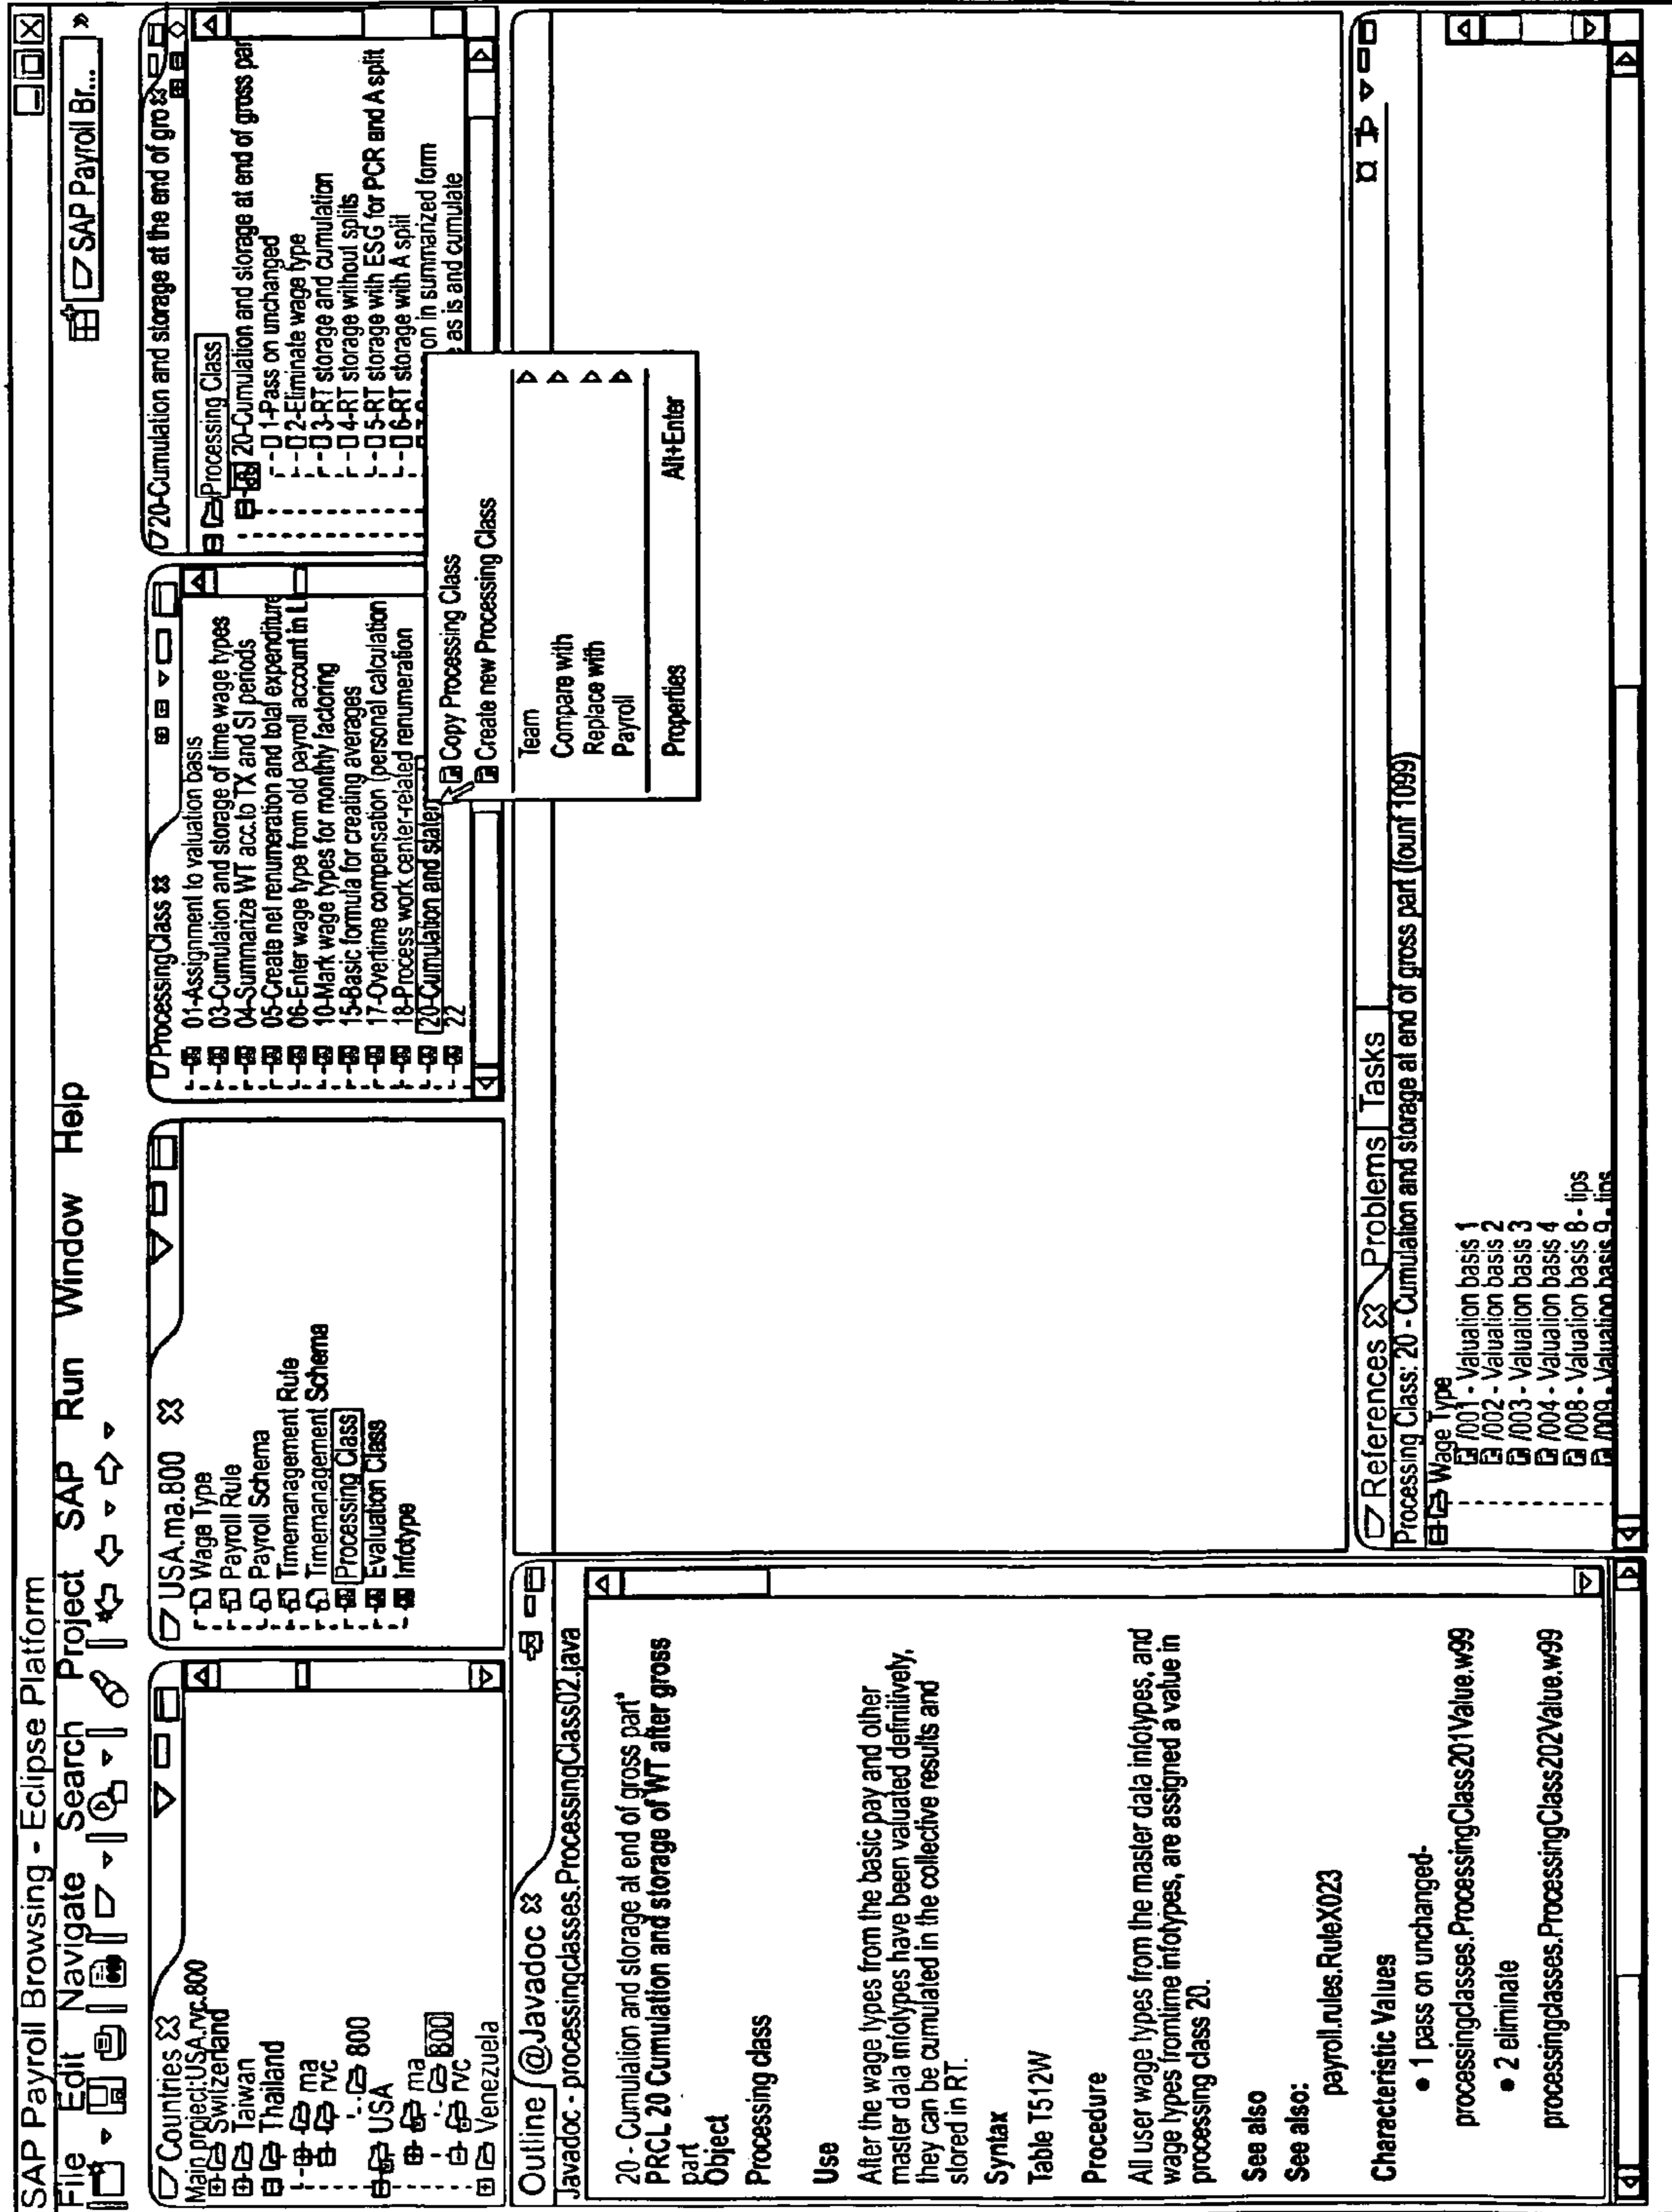 SAP Payroll Browsing - Eclipse Platform
File Edit Navigate Search Project SAP Run Window Help
SAP Payroll Br... »
Countries
Main project:USA.rvc.800
Switzerland
Taiwan
Thailand
ma
rvc
800
USA
ma
800
rvc
Venezuela
USA.ma.800
Wage Type
Payroll Rule
Payroll Schema
Timemanagement Rule
Timemanagement Schema
Processing Class
Evaluation Class
Infotype
ProcessingClass
01-Assignment to valuation basis
03-Cumulation and storage of time wage types
04-Summarize WT acc.to TX and SI periods
05-Create net renumeration and total expenditure
06-Enter wage type from old payroll account in L
10-Mark wage types for monthly factoring
15-Basic formula for creating averages
17-Overtime compensation (personal calculation
18-Process work center-related renumeration
20-Cumulation and
22
20-Cumulation and storage at the end of gro
Processing Class
20-Cumulation and storage at end of gross par
1-Pass on unchanged
2-Eliminate wage type
3-RT storage and cumulation
4-RT storage without splits
5-RT storage with ESG for PCR and A split
6-RT storage with A split
on in summarized form
as is and cumulate
Copy Processing Class
Create new Processing Class
Team
Compare with
Replace with
Payroll
Properties Alt+Enter
Outline @Javadoc
Javadoc - processingclasses.ProcessingClass02.java
20 - Cumulation and storage at end of gross part"
PRCL 20 Cumulation and storage of WT after gross
part
Object
Processing class
Use
After the wage types from the basic pay and other
master data infotypes have been valuated definitively,
they can be cumulated in the collective results and
stored in RT.
Syntax
Table T512W
Procedure
All user wage types from the master data infotypes, and
wage types fromtime infotypes, are assigned a value in
processing class 20.
See also
See also:
payroll.rules.RuleX023
Characteristic Values
• 1 pass on unchanged-
processingclasses.ProcessingClass201Value.w99
• 2 eliminate
processingclasses.ProcessingClass202Value.w99
References Problems Tasks
Processing Class: 20 - Cumulation and storage at end of gross part (founf 1099)
Wage Type
/001 - Valuation basis 1
/002 - Valuation basis 2
/003 - Valuation basis 3
/004 - Valuation basis 4
/008 - Valuation basis 8 - tips
/009 - Valuation basis 9 - tips